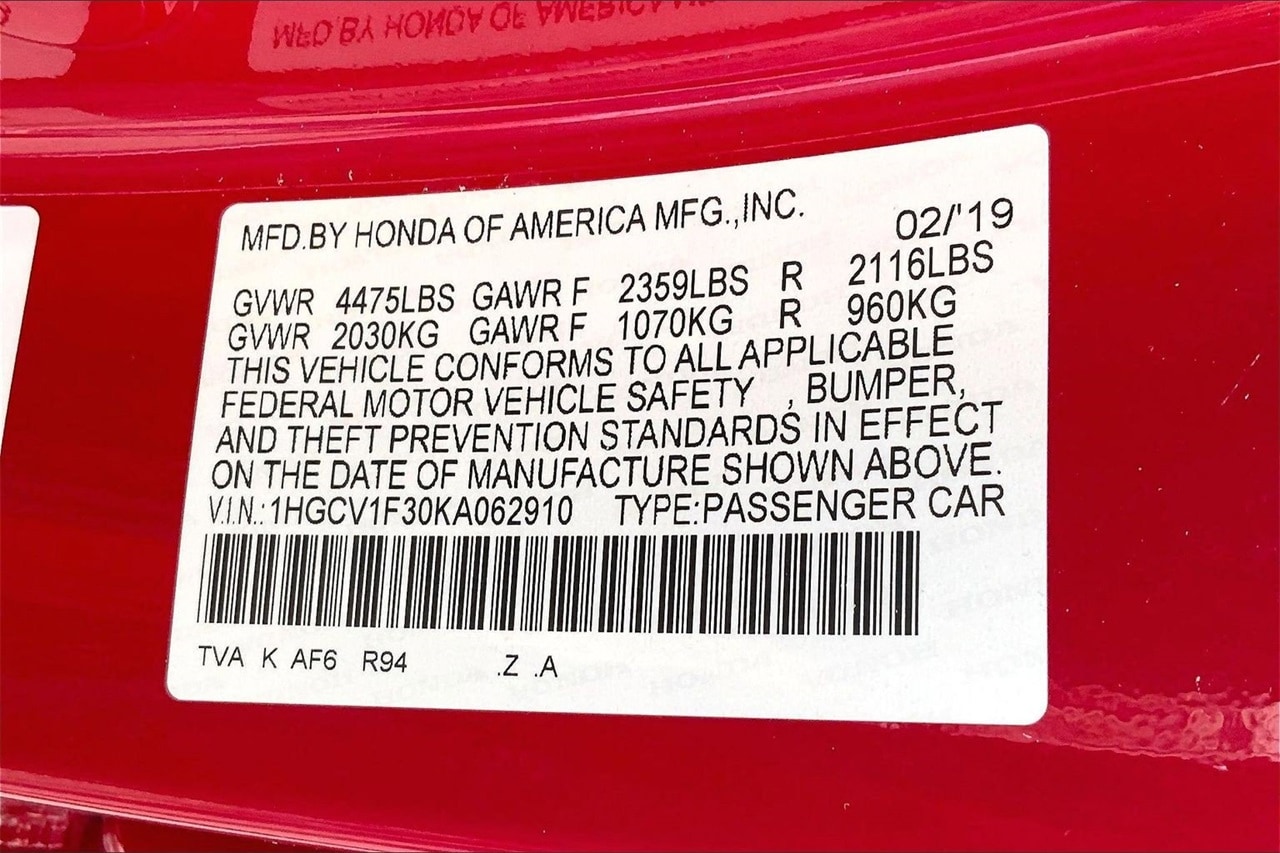 MFD.BY HONDA OF AMERICA MFG.,INC.
02/'19
GVWR 4475LBS GAWR F 2359LBS R 2116LBS
GVWR 2030KG GAWR F 1070KG R 960KG
THIS VEHICLE CONFORMS TO ALL APPLICABLE
FEDERAL MOTOR VEHICLE SAFETY , BUMPER,
AND THEFT PREVENTION STANDARDS IN EFFECT
ON THE DATE OF MANUFACTURE SHOWN ABOVE.
V.I.N.: 1HGCV1F30KA062910 TYPE:PASSENGER CAR
TVA K AF6 R94 .Z .A